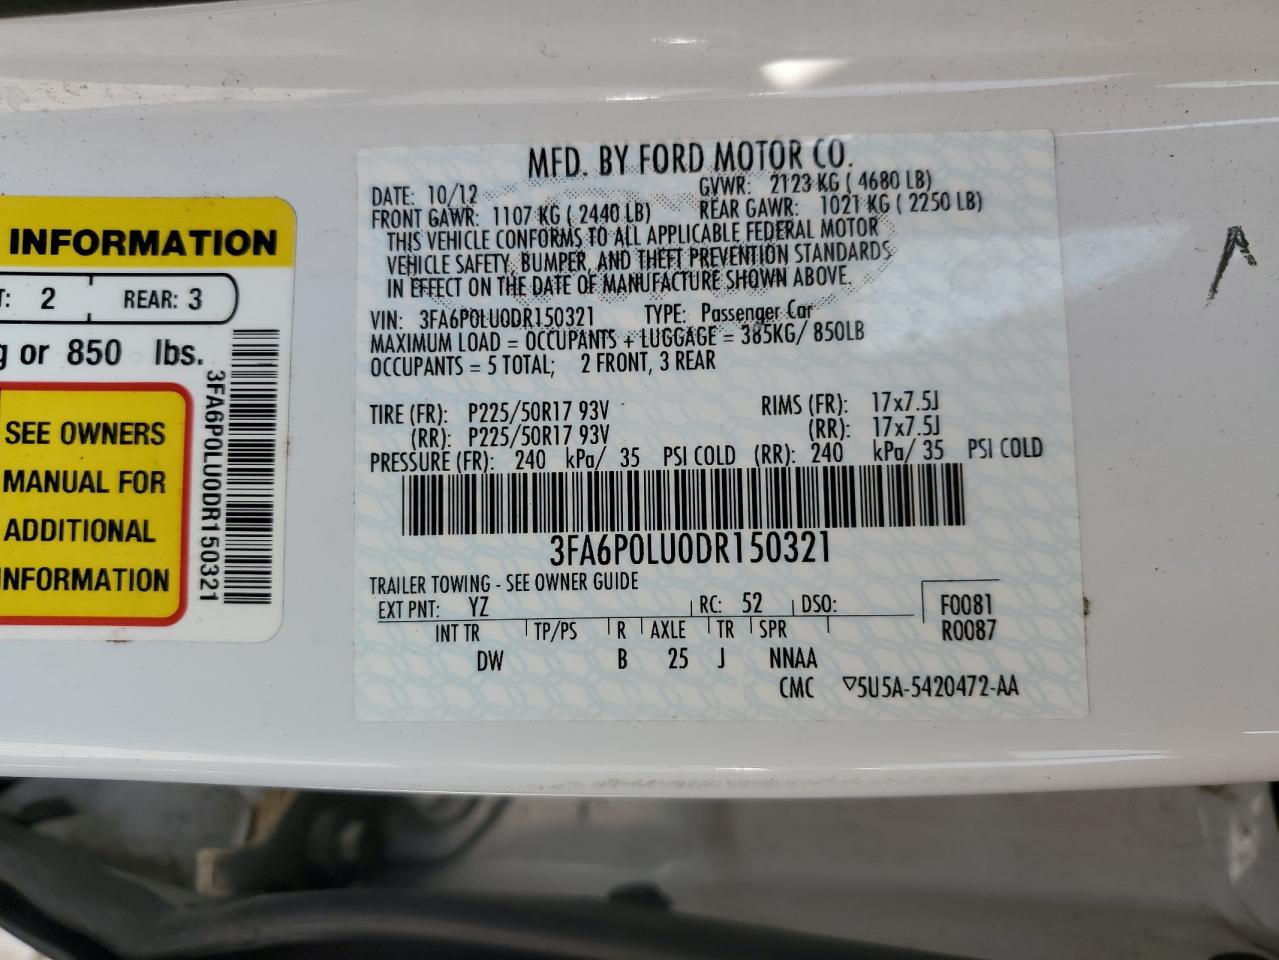 INFORMATION
T: 2 REAR: 3
g or 850 lbs.
SEE OWNERS
MANUAL FOR
ADDITIONAL
INFORMATION
3FA6P0LU0DR150321
MFD. BY FORD MOTOR CO.
DATE: 10/12 GVWR: 2123 KG ( 4680 LB)
FRONT GAWR: 1107 KG ( 2440 LB) REAR GAWR: 1021 KG ( 2250 LB)
THIS VEHICLE CONFORMS TO ALL APPLICABLE FEDERAL MOTOR
VEHICLE SAFETY, BUMPER, AND THEFT PREVENTION STANDARDS
IN EFFECT ON THE DATE OF MANUFACTURE SHOWN ABOVE.
VIN: 3FA6P0LU0DR150321 TYPE: Passenger Car
MAXIMUM LOAD = OCCUPANTS + LUGGAGE = 385KG/ 850LB
OCCUPANTS = 5 TOTAL; 2 FRONT, 3 REAR
TIRE (FR): P225/50R17 93V RIMS (FR): 17x7.5J
(RR): P225/50R17 93V (RR): 17x7.5J
PRESSURE (FR): 240 kPa/ 35 PSI COLD (RR): 240 kPa/ 35 PSI COLD
3FA6P0LU0DR150321
TRAILER TOWING - SEE OWNER GUIDE
EXT PNT: YZ RC: 52 DSO: F0081
INT TR TP/PS R AXLE TR SPR R0087
DW B 25 J NNAA
CMC ▽5U5A-5420472-AA